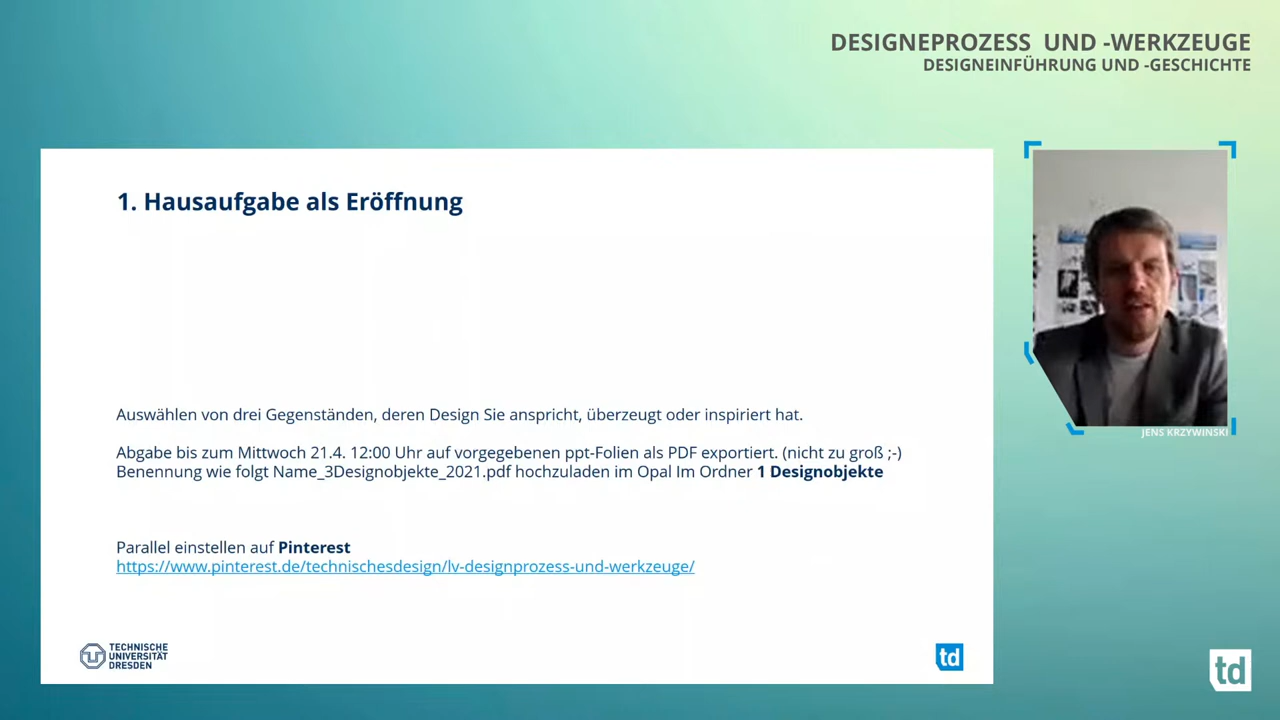 DESIGNEPROZESS UND -WERKZEUGE
DESIGNEINFÜHRUNG UND -GESCHICHTE
1. Hausaufgabe als Eröffnung
Auswählen von drei Gegenständen, deren Design Sie anspricht, überzeugt oder inspiriert hat.
Abgabe bis zum Mittwoch 21.4. 12:00 Uhr auf vorgegebenen ppt-Folien als PDF exportiert. (nicht zu groß ;-)
Benennung wie folgt Name_3Designobjekte_2021.pdf hochzuladen im Opal Im Ordner 1 Designobjekte
Parallel einstellen auf Pinterest
https://www.pinterest.de/technischesdesign/lv-designprozess-und-werkzeuge/
TECHNISCHE
UNIVERSITÄT
DRESDEN
td
JENS KRZYWINSKI
td